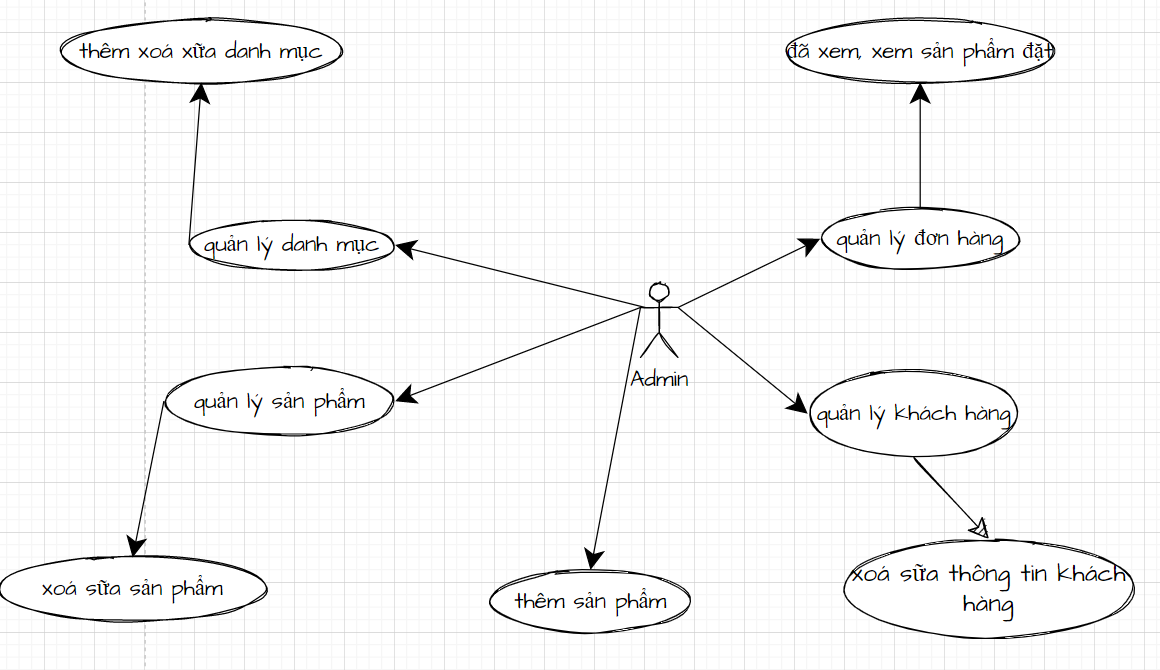 thêm xoá xữa danh mục
đã xem, xem sản phẩm đặt
quản lý danh mục
quản lý đơn hàng
Admin
quản lý sản phẩm
quản lý khách hàng
xoá sữa sản phẩm
thêm sản phẩm
xoá sữa thông tin khách
hàng